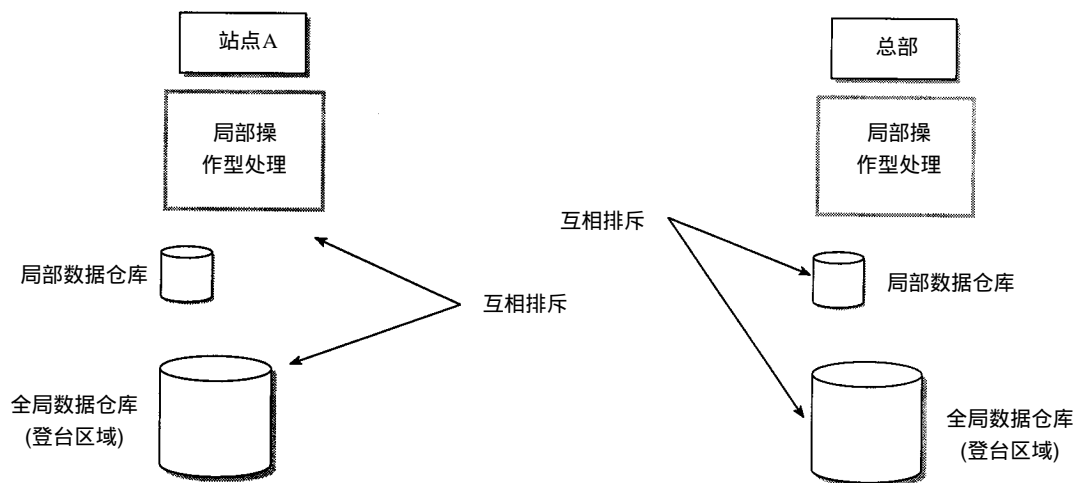 站点A
局部操
作型处理
局部数据仓库
全局数据仓库
(登台区域)
互相排斥
总部
局部操
作型处理
互相排斥
局部数据仓库
全局数据仓库
(登台区域)